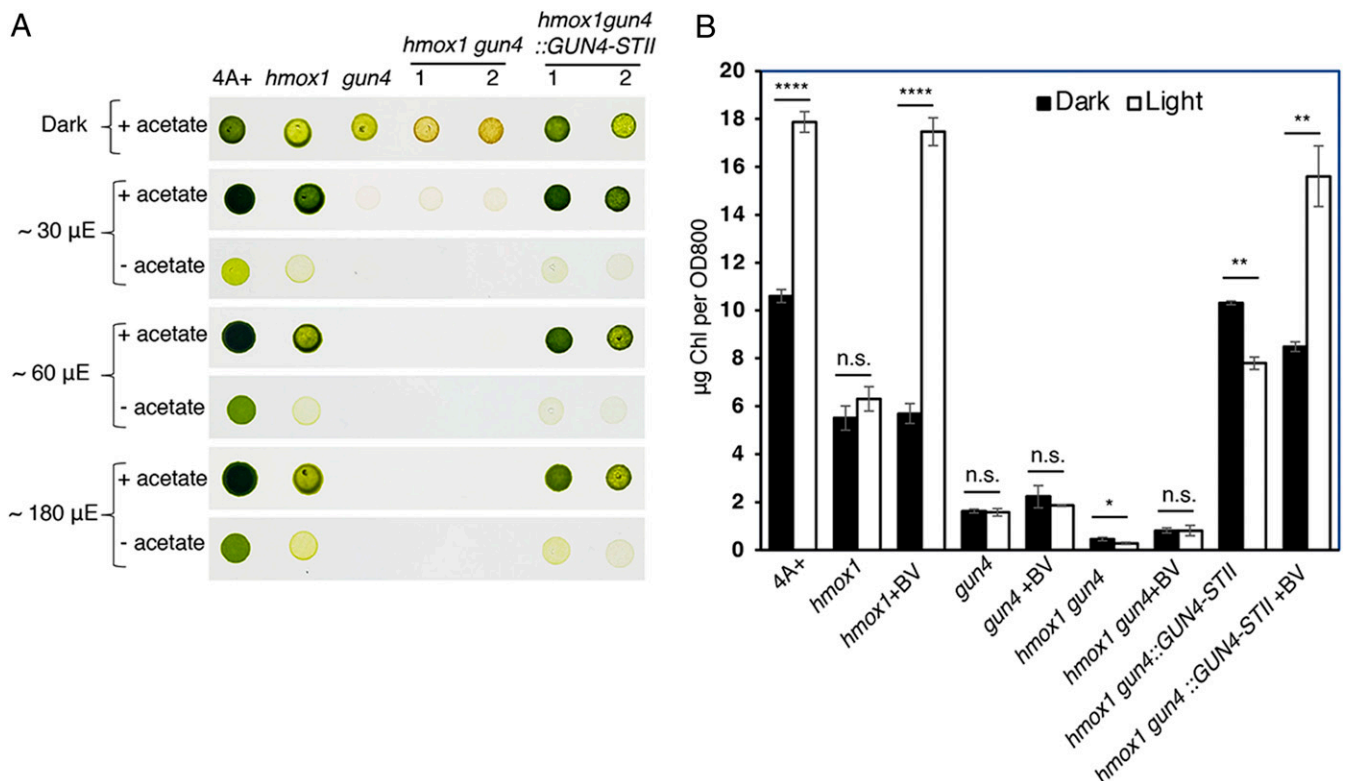 A
4A+ hmox1 gun4 hmox1 gun4 hmox1gun4
::GUN4-STII
1 2 1 2
Dark + acetate
~ 30 µE + acetate
- acetate
~ 60 µE + acetate
- acetate
~ 180 µE + acetate
- acetate
B
µg Chl per OD800
20
18
16
14
12
10
8
6
4
2
0
Dark Light
**** n.s. **** n.s. n.s. * n.s. ** **
4A+
hmox1
hmox1+BV
gun4
gun4 +BV
hmox1 gun4
hmox1 gun4+BV
hmox1 gun4::GUN4-STII
hmox1 gun4 ::GUN4-STII +BV